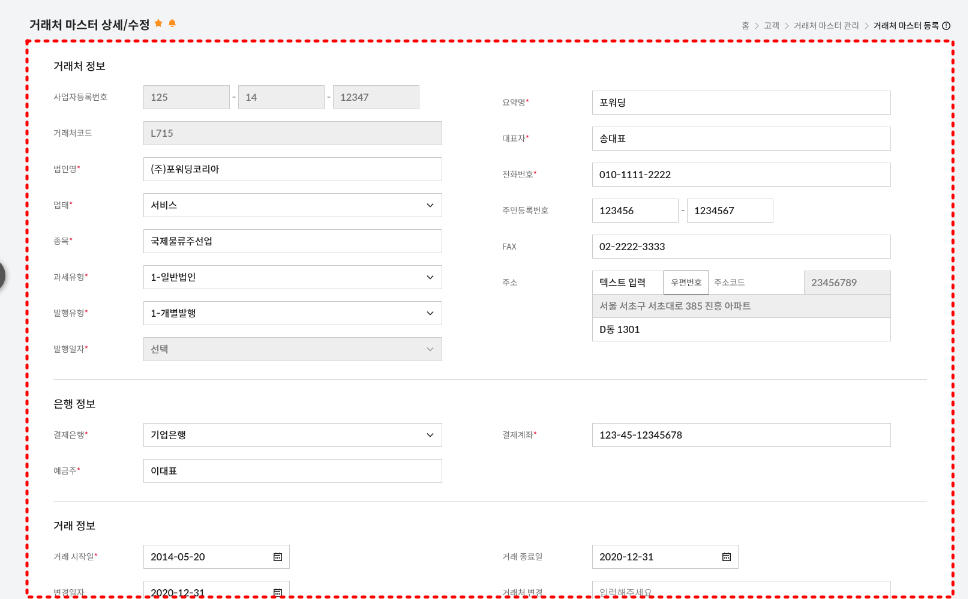 거래처 마스터 상세/수정
홈 > 고객 > 거래처 마스터 관리 > 거래처 마스터 등록
거래처 정보
사업자등록번호 125 - 14 - 12347
거래처코드 L715
법인명* (주)포워딩코리아
업태* 서비스
종목* 국제물류주선업
과세유형* 1-일반법인
발행유형* 1-개별발행
발행일자* 선택
요약명* 포워딩
대표자* 송대표
전화번호* 010-1111-2222
주민등록번호 123456 - 1234567
FAX 02-2222-3333
주소 텍스트 입력 우편번호 주소코드 23456789
서울 서초구 서초대로 385 진흥 아파트
D동 1301
은행 정보
결제은행* 기업은행
결제계좌* 123-45-12345678
예금주* 이대표
거래 정보
거래 시작일* 2014-05-20
거래 종료일 2020-12-31
변경일자 2020-12-31
거래처 변경 입력해주세요